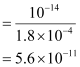 = 10⁻¹⁴ / 1.8 × 10⁻⁴
= 5.6 × 10⁻¹¹